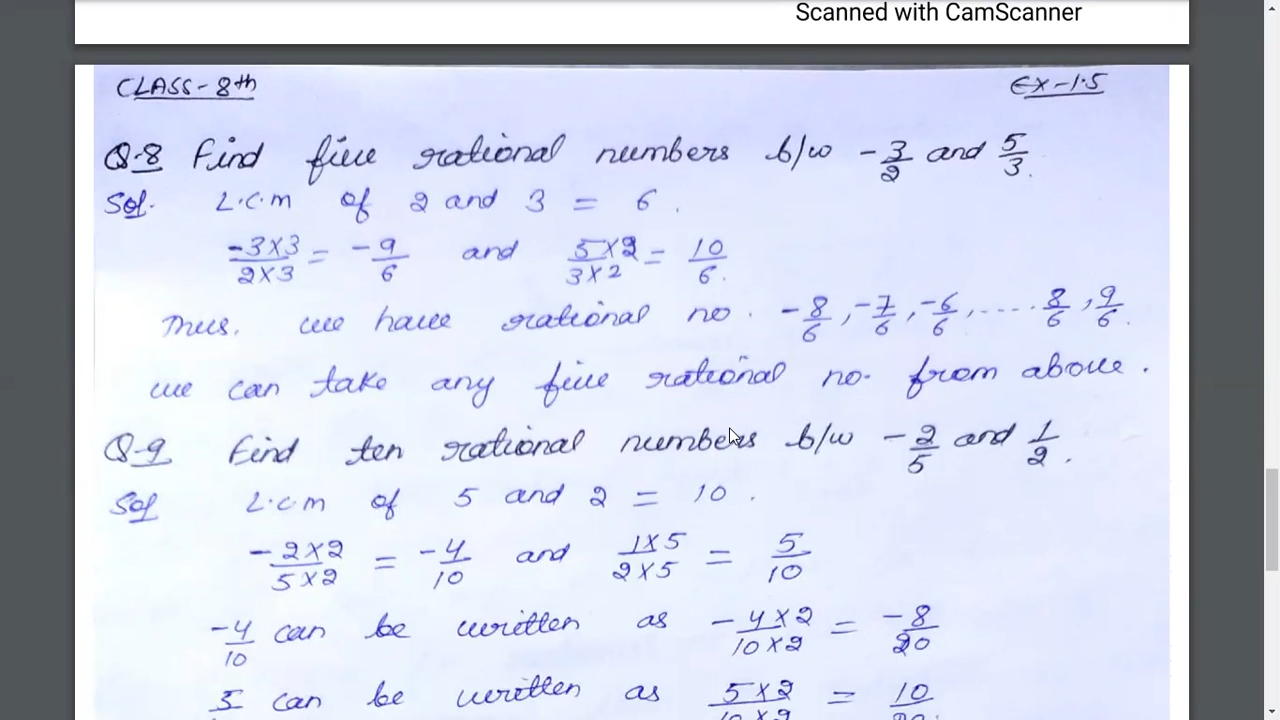 Scanned with CamScanner
CLASS-8th EX-1.5
Q-8 Find five rational numbers b/w -3/2 and 5/3.
Sol. L.C.M of 2 and 3 = 6.
-3×3/2×3 = -9/6 and 5×2/3×2 = 10/6.
Thus. we have rational no. -8/6, -7/6, -6/6, ..... 8/6, 9/6.
we can take any five rational no. from above.
Q-9 Find ten rational numbers b/w -2/5 and 1/2.
Sol L.C.M of 5 and 2 = 10.
-2×2/5×2 = -4/10 and 1×5/2×5 = 5/10
-4/10 can be written as -4×2/10×2 = -8/20
5 can be written as 5×2/10×2 = 10/20.